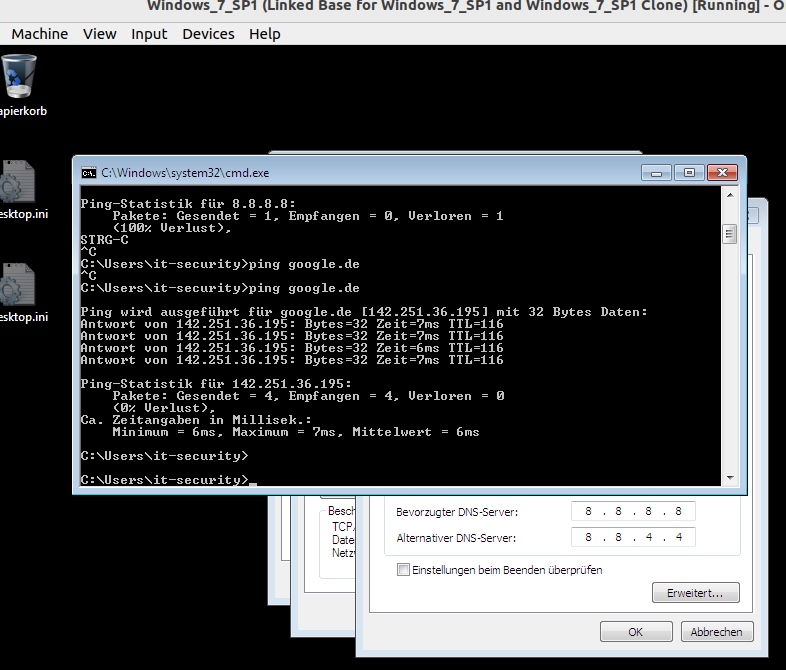 Windows_7_SP1 (Linked Base for Windows_7_SP1 and Windows_7_SP1 Clone) [Running] - O
Machine View Input Devices Help
apierkorb
esktop.ini
esktop.ini
C:\Windows\system32\cmd.exe
Ping-Statistik für 8.8.8.8:
Pakete: Gesendet = 1, Empfangen = 0, Verloren = 1
(100% Verlust),
STRG-C
^C
C:\Users\it-security>ping google.de
^C
C:\Users\it-security>ping google.de
Ping wird ausgeführt für google.de [142.251.36.195] mit 32 Bytes Daten:
Antwort von 142.251.36.195: Bytes=32 Zeit=7ms TTL=116
Antwort von 142.251.36.195: Bytes=32 Zeit=7ms TTL=116
Antwort von 142.251.36.195: Bytes=32 Zeit=6ms TTL=116
Antwort von 142.251.36.195: Bytes=32 Zeit=7ms TTL=116
Ping-Statistik für 142.251.36.195:
Pakete: Gesendet = 4, Empfangen = 4, Verloren = 0
(0% Verlust),
Ca. Zeitangaben in Millisek.:
Minimum = 6ms, Maximum = 7ms, Mittelwert = 6ms
C:\Users\it-security>
C:\Users\it-security>_
Besch
TCP/
Date
Netzw
Bevorzugter DNS-Server: 8 . 8 . 8 . 8
Alternativer DNS-Server: 8 . 8 . 4 . 4
Einstellungen beim Beenden überprüfen
Erweitert...
OK Abbrechen